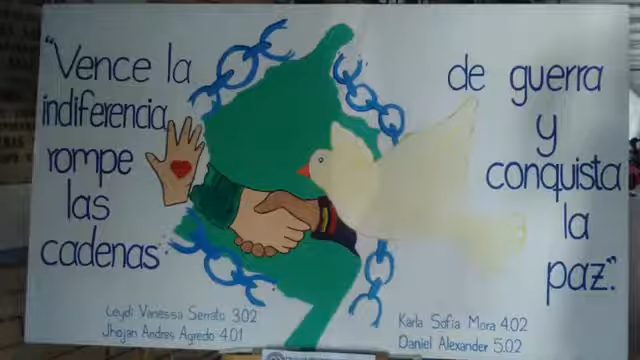 "Vence la
indiferencia,
rompe
las
cadenas
de guerra
y
conquista
la
paz."
Leydi Vanessa Serrato 3.02
Jhojan Andres Agredo 4.01
Karla Sofia Mora 4.02
Daniel Alexander 5.02